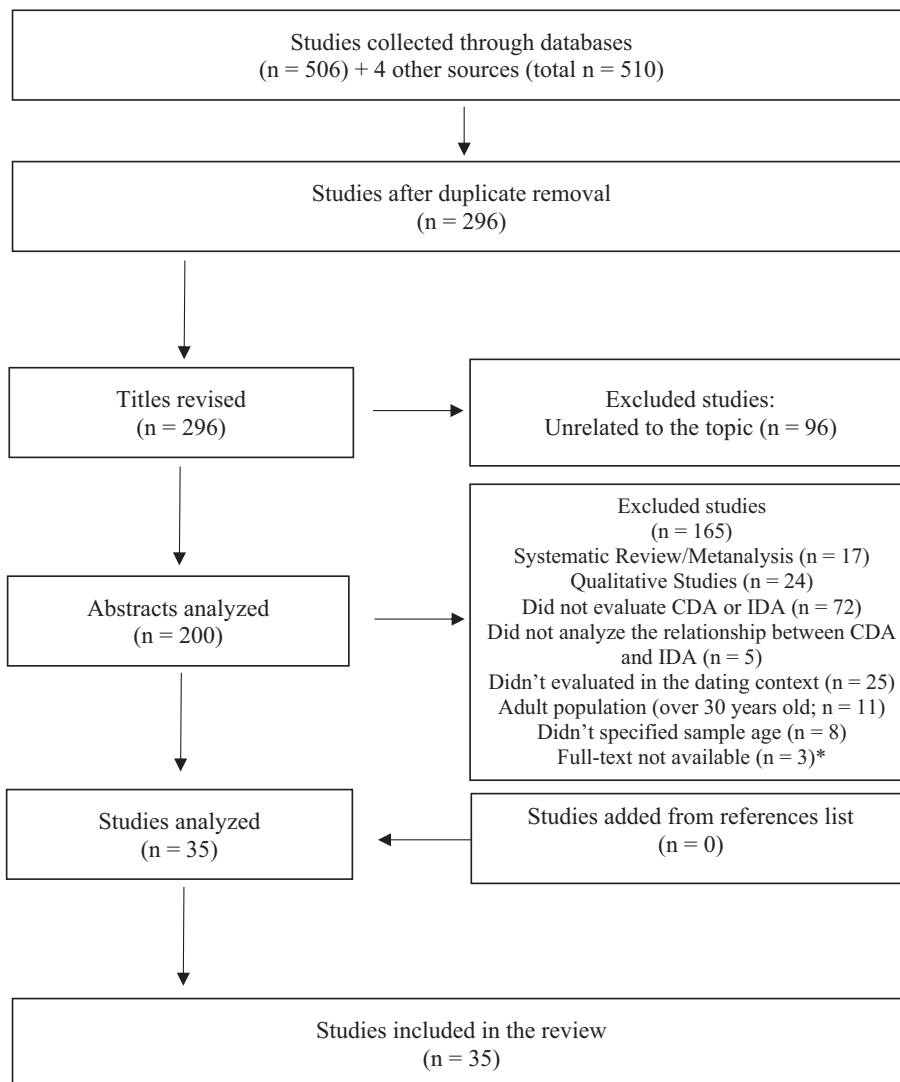 Studies collected through databases
(n = 506) + 4 other sources (total n = 510)
Studies after duplicate removal
(n = 296)
Titles revised
(n = 296)
Excluded studies:
Unrelated to the topic (n = 96)
Abstracts analyzed
(n = 200)
Excluded studies
(n = 165)
Systematic Review/Metanalysis (n = 17)
Qualitative Studies (n = 24)
Did not evaluate CDA or IDA (n = 72)
Did not analyze the relationship between CDA
and IDA (n = 5)
Didn’t evaluated in the dating context (n = 25)
Adult population (over 30 years old; n = 11)
Didn’t specified sample age (n = 8)
Full-text not available (n = 3)*
Studies analyzed
(n = 35)
Studies added from references list
(n = 0)
Studies included in the review
(n = 35)